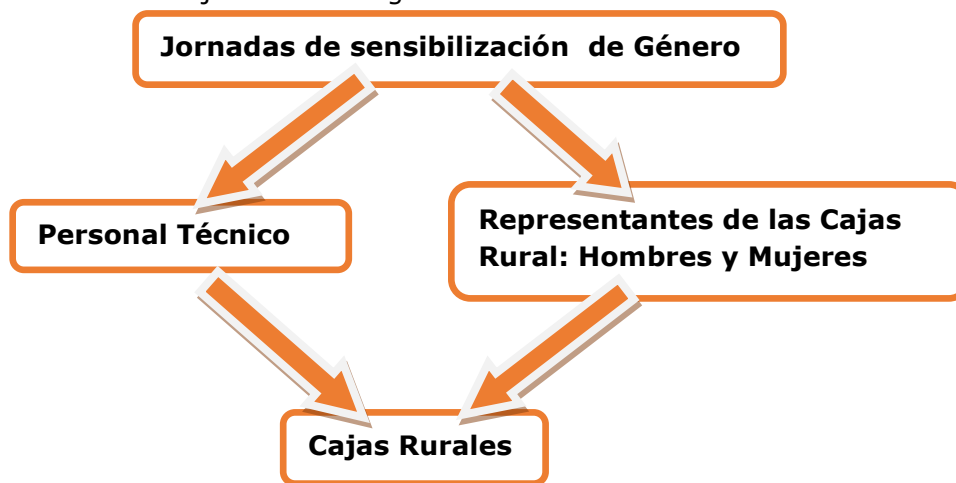 Jornadas de sensibilización de Género
Personal Técnico
Representantes de las Cajas
Rural: Hombres y Mujeres
Cajas Rurales